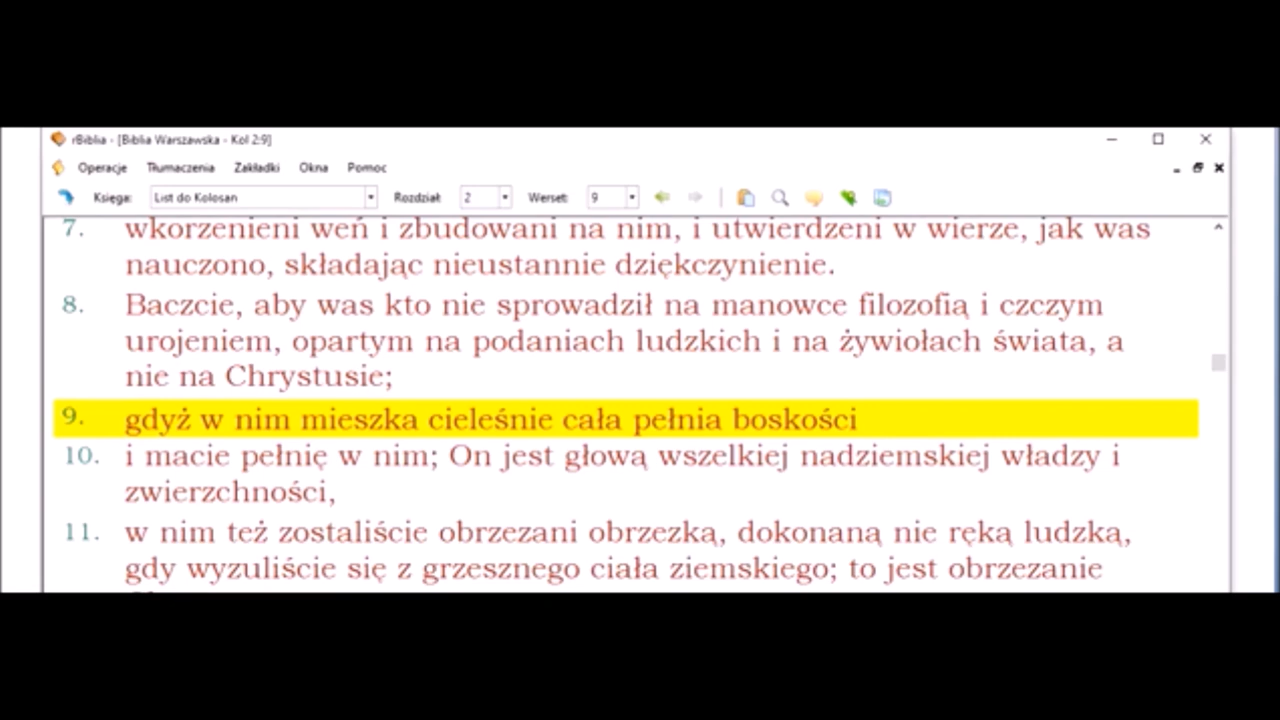 rBiblia - [Biblia Warszawska - Kol 2:9]
Operacje Tłumaczenia Zakładki Okna Pomoc
Księga: List do Kolosan Rozdział: 2 Werset: 9
7. wkorzenieni weń i zbudowani na nim, i utwierdzeni w wierze, jak was
nauczono, składając nieustannie dziękczynienie.
8. Baczcie, aby was kto nie sprowadził na manowce filozofią i czczym
urojeniem, opartym na podaniach ludzkich i na żywiołach świata, a
nie na Chrystusie;
9. gdyż w nim mieszka cieleśnie cała pełnia boskości
10. i macie pełnię w nim; On jest głową wszelkiej nadziemskiej władzy i
zwierzchności,
11. w nim też zostaliście obrzezani obrzezką, dokonaną nie ręką ludzką,
gdy wyzuliście się z grzesznego ciała ziemskiego; to jest obrzezanie